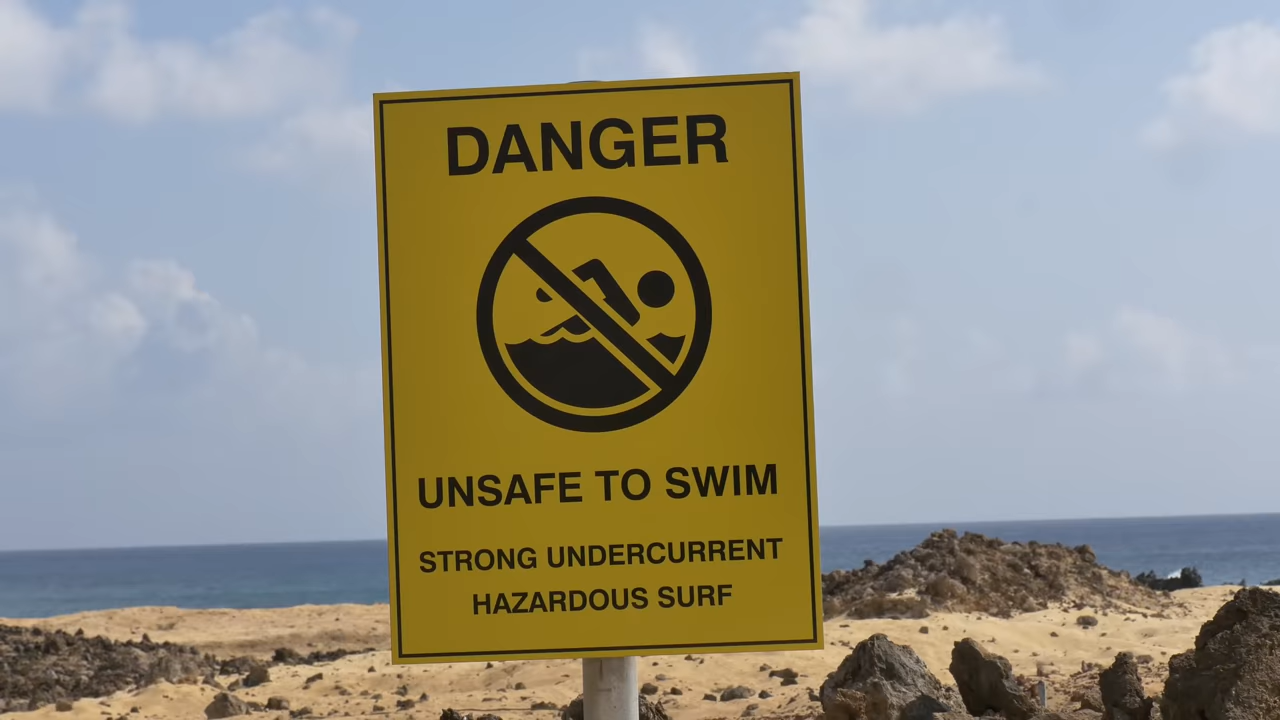 DANGER
UNSAFE TO SWIM
STRONG UNDERCURRENT
HAZARDOUS SURF